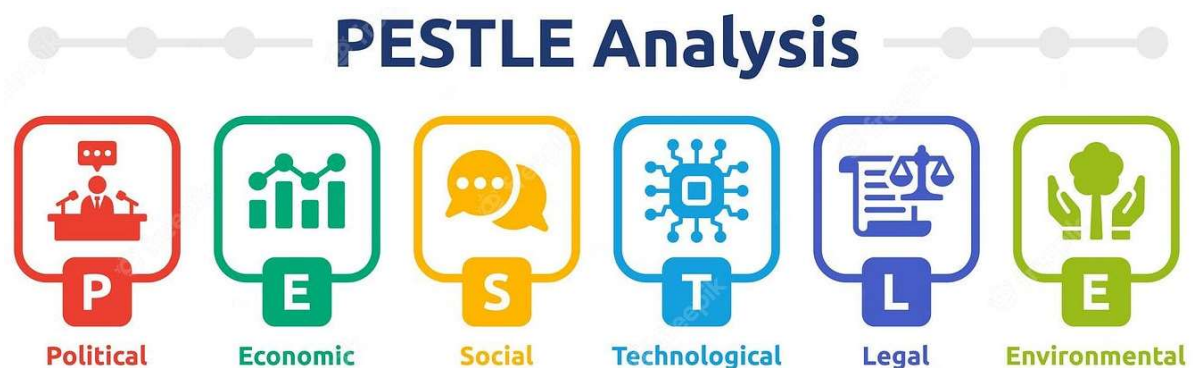 PESTLE Analysis
P
E
S
T
L
E
Political
Economic
Social
Technological
Legal
Environmental